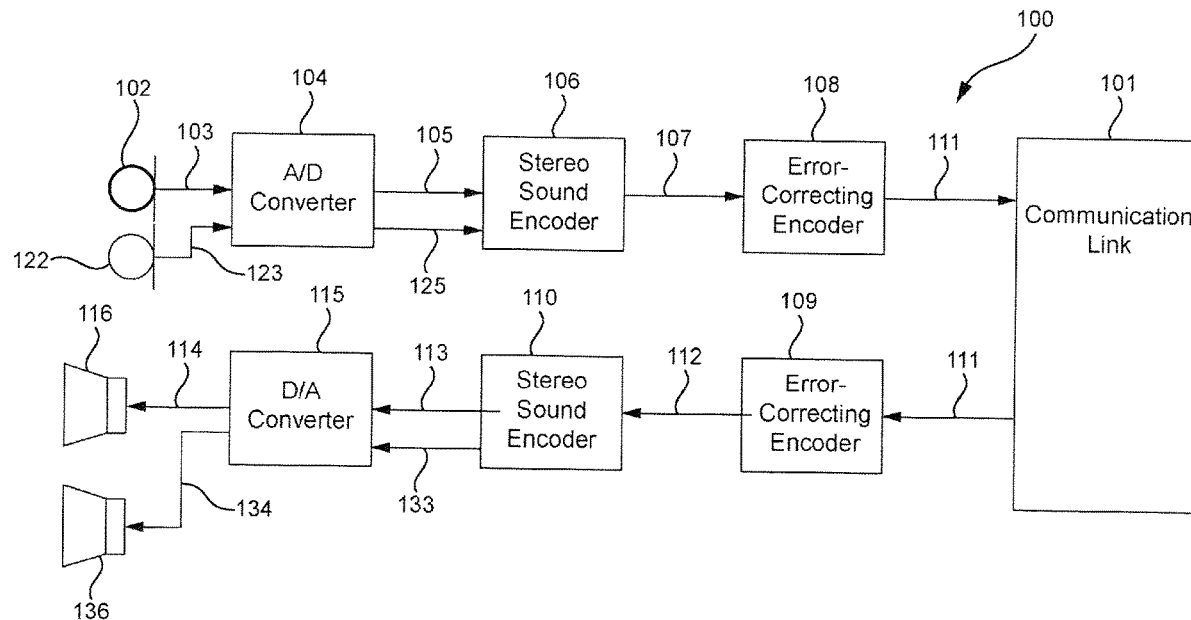 100
102
103
104
105
106
107
108
111
101
A/D
Converter
Stereo
Sound
Encoder
Error-
Correcting
Encoder
Communication
Link
122
123
125
116
114
115
113
110
112
109
111
D/A
Converter
Stereo
Sound
Encoder
Error-
Correcting
Encoder
134
133
136